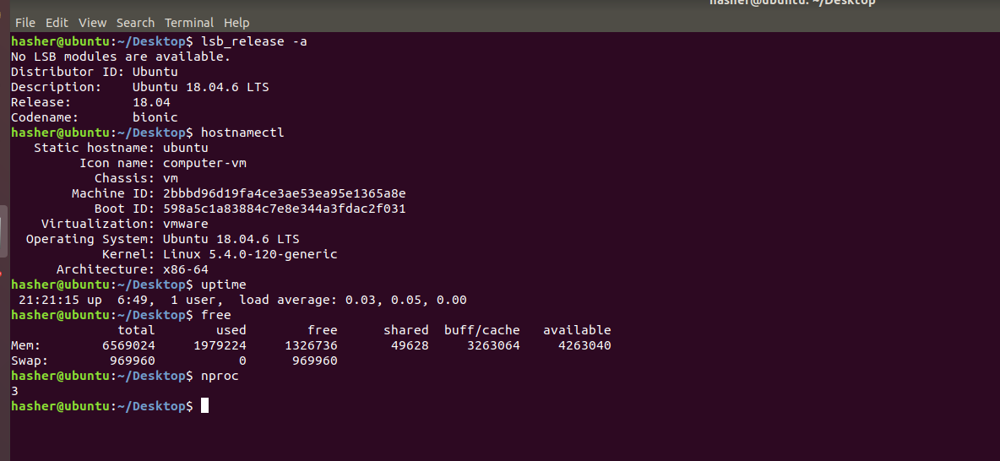 hasher@ubuntu: ~/Desktop
File Edit View Search Terminal Help
hasher@ubuntu:~/Desktop$ lsb_release -a
No LSB modules are available.
Distributor ID: Ubuntu
Description:    Ubuntu 18.04.6 LTS
Release:        18.04
Codename:       bionic
hasher@ubuntu:~/Desktop$ hostnamectl
   Static hostname: ubuntu
         Icon name: computer-vm
           Chassis: vm
        Machine ID: 2bbbd96d19fa4ce3ae53ea95e1365a8e
           Boot ID: 598a5c1a83884c7e8e344a3fdac2f031
    Virtualization: vmware
  Operating System: Ubuntu 18.04.6 LTS
            Kernel: Linux 5.4.0-120-generic
      Architecture: x86-64
hasher@ubuntu:~/Desktop$ uptime
 21:21:15 up  6:49,  1 user,  load average: 0.03, 0.05, 0.00
hasher@ubuntu:~/Desktop$ free
              total        used        free      shared  buff/cache   available
Mem:        6569024     1979224     1326736       49628     3263064     4263040
Swap:        969960           0      969960
hasher@ubuntu:~/Desktop$ nproc
3
hasher@ubuntu:~/Desktop$